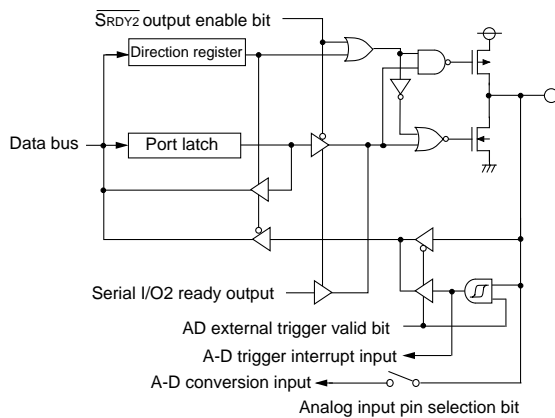 SRDY2 output enable bit
Direction register
Data bus
Port latch
Serial I/O2 ready output
AD external trigger valid bit
A-D trigger interrupt input
A-D conversion input
Analog input pin selection bit